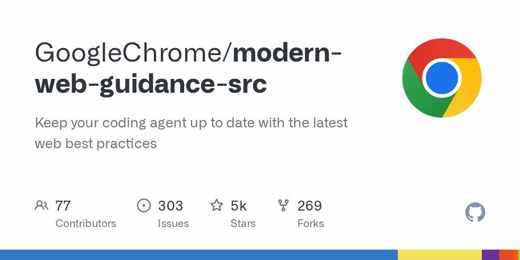 GoogleChrome/modern-
web-guidance-src
Keep your coding agent up to date with the latest
web best practices
77
Contributors
303
Issues
5k
Stars
269
Forks